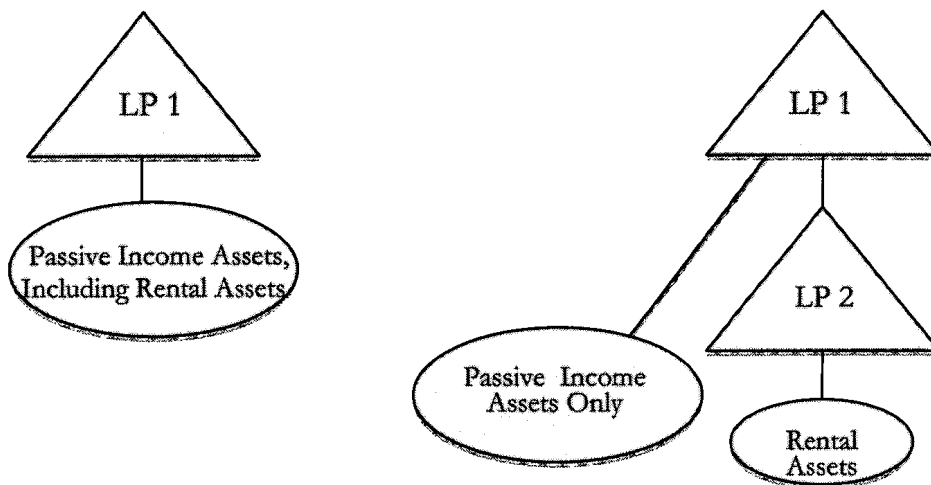 LP 1
Passive Income Assets,
Including Rental Assets
LP 1
LP 2
Passive Income
Assets Only
Rental
Assets